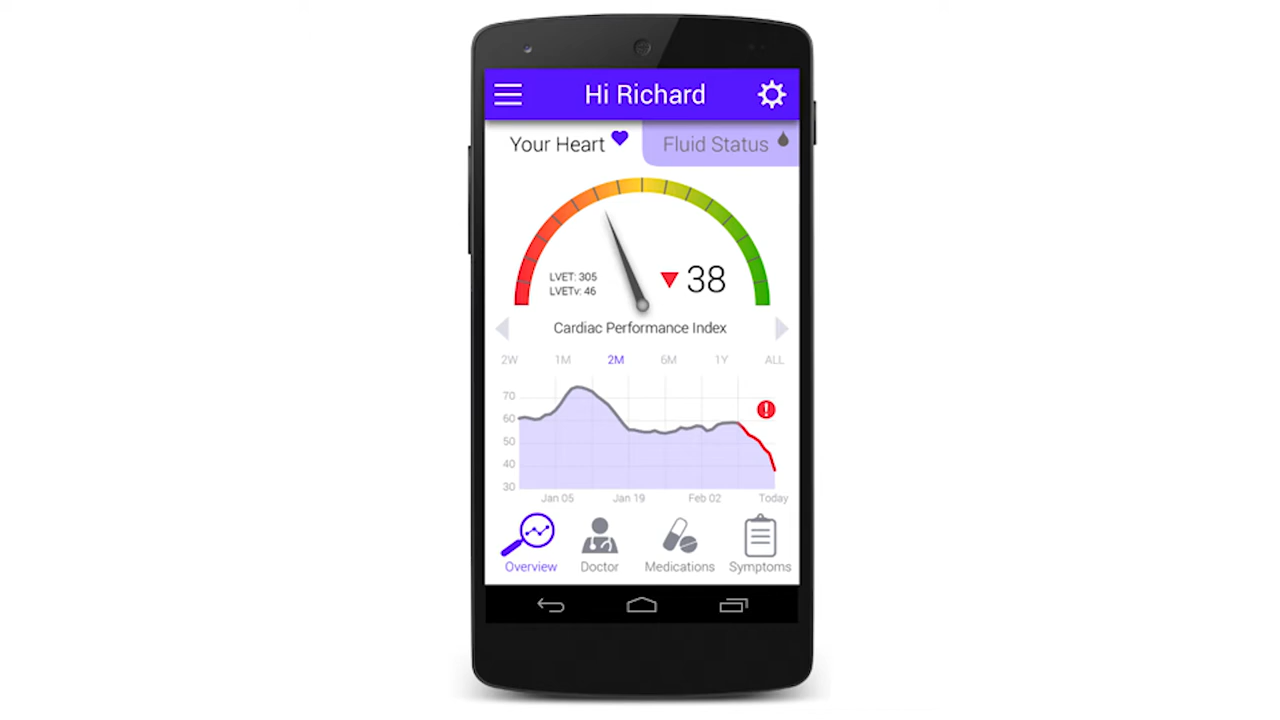 Hi Richard
Your Heart
Fluid Status
LVET: 305
LVETv: 46
38
Cardiac Performance Index
2W 1M 2M 6M 1Y ALL
70
60
50
40
30
!
Jan 05 Jan 19 Feb 02 Today
Overview Doctor Medications Symptoms